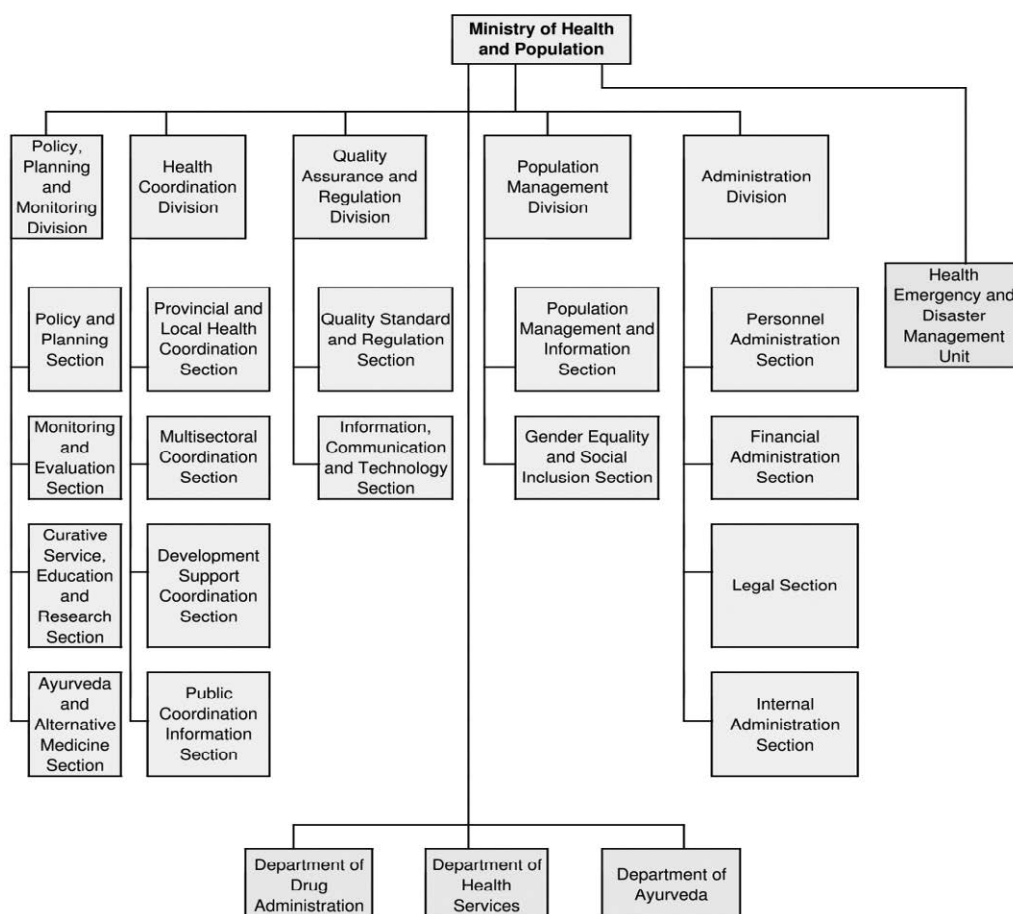 Ministry of Health
and Population
Policy,
Planning
and
Monitoring
Division
Health
Coordination
Division
Quality
Assurance and
Regulation
Division
Population
Management
Division
Administration
Division
Health
Emergency and
Disaster
Management
Unit
Policy and
Planning
Section
Provincial and
Local Health
Coordination
Section
Quality Standard
and Regulation
Section
Population
Management and
Information
Section
Personnel
Administration
Section
Monitoring
and
Evaluation
Section
Multisectoral
Coordination
Section
Information,
Communication
and Technology
Section
Gender Equality
and Social
Inclusion Section
Financial
Administration
Section
Curative
Service,
Education
and
Research
Section
Development
Support
Coordination
Section
Legal Section
Ayurveda
and
Alternative
Medicine
Section
Public
Coordination
Information
Section
Internal
Administration
Section
Department of
Drug
Administration
Department of
Health
Services
Department of
Ayurveda